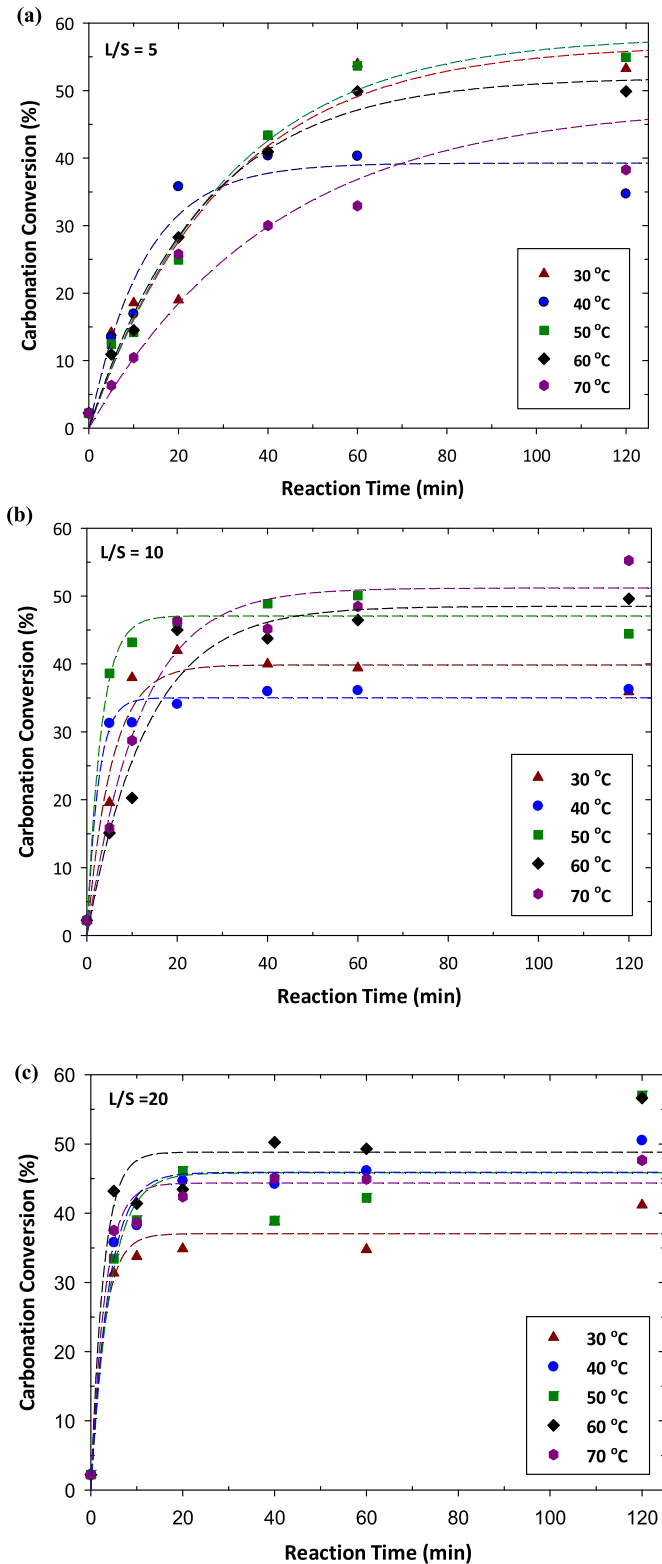 (a)
L/S = 5
Carbonation Conversion (%)
60
50
40
30
20
10
0
30 °C
40 °C
50 °C
60 °C
70 °C
0 20 40 60 80 100 120
Reaction Time (min)
(b)
L/S = 10
Carbonation Conversion (%)
60
50
40
30
20
10
0
30 °C
40 °C
50 °C
60 °C
70 °C
0 20 40 60 80 100 120
Reaction Time (min)
(c)
L/S =20
Carbonation Conversion (%)
60
50
40
30
20
10
0
30 °C
40 °C
50 °C
60 °C
70 °C
0 20 40 60 80 100 120
Reaction Time (min)